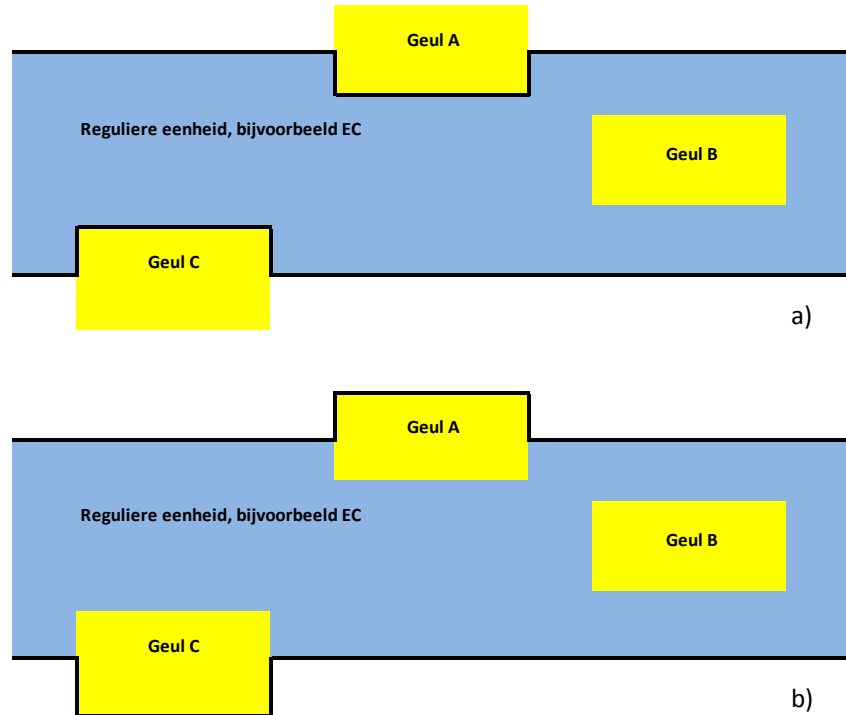 Geul A
Reguliere eenheid, bijvoorbeeld EC
Geul B
Geul C
a)
Geul A
Reguliere eenheid, bijvoorbeeld EC
Geul B
Geul C
b)